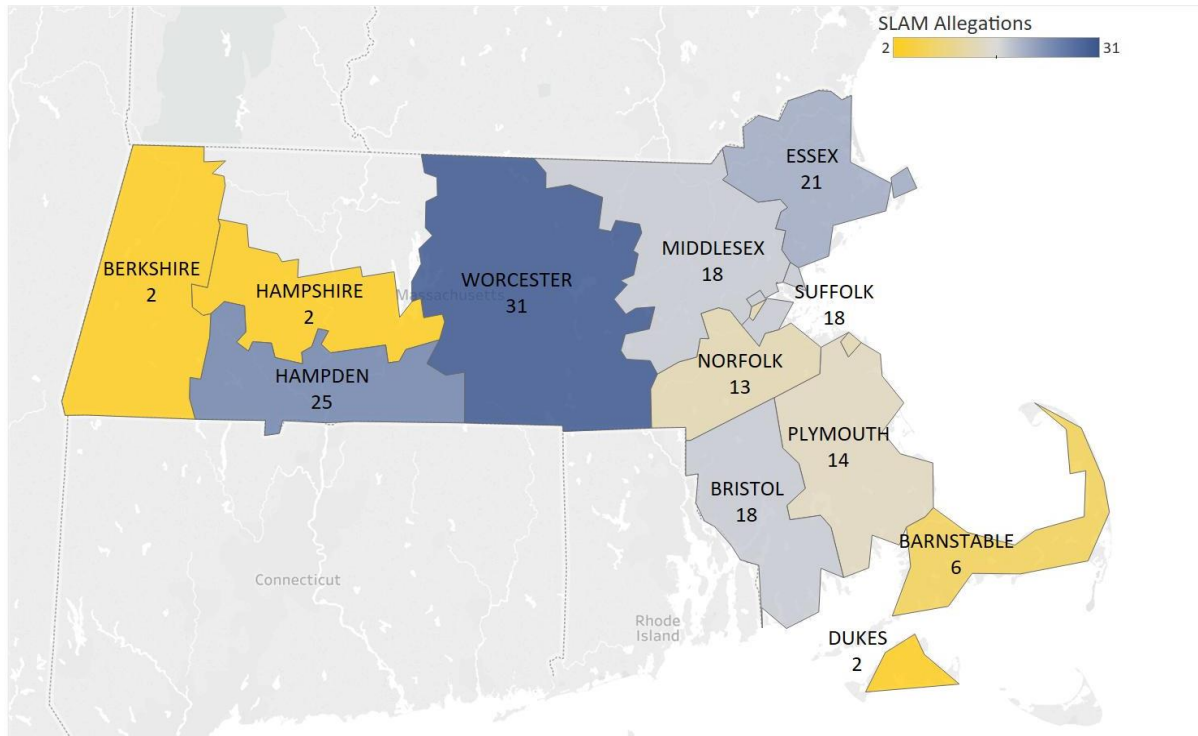 SLAM Allegations
2 31
ESSEX
21
MIDDLESEX
18
BERKSHIRE
2
WORCESTER
31
HAMPSHIRE
2
Massachusetts
SUFFOLK
18
NORFOLK
13
HAMPDEN
25
PLYMOUTH
14
BRISTOL
18
BARNSTABLE
6
Connecticut
Rhode
Island
DUKES
2